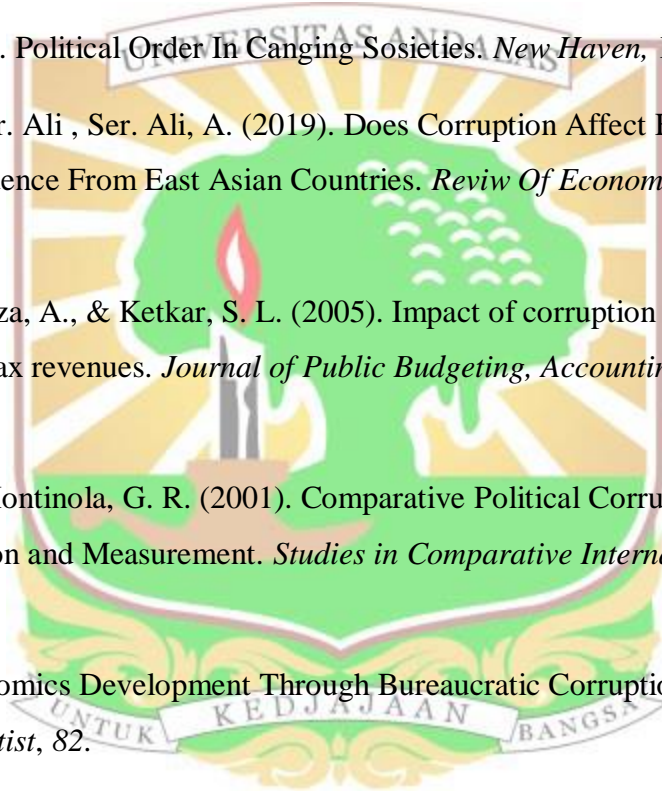 UNIVERSITAS ANDALAS
. Political Order In Canging Sosieties. New Haven,
r. Ali , Ser. Ali, A. (2019). Does Corruption Affect
ence From East Asian Countries. Reviw Of Econom
za, A., & Ketkar, S. L. (2005). Impact of corruption
ax revenues. Journal of Public Budgeting, Accountin
Montinola, G. R. (2001). Comparative Political Corru
on and Measurement. Studies in Comparative Interna
omics Development Through Bureaucratic Corruptio
tist, 82.
UNTUK KEDJAJAAN BANGSA